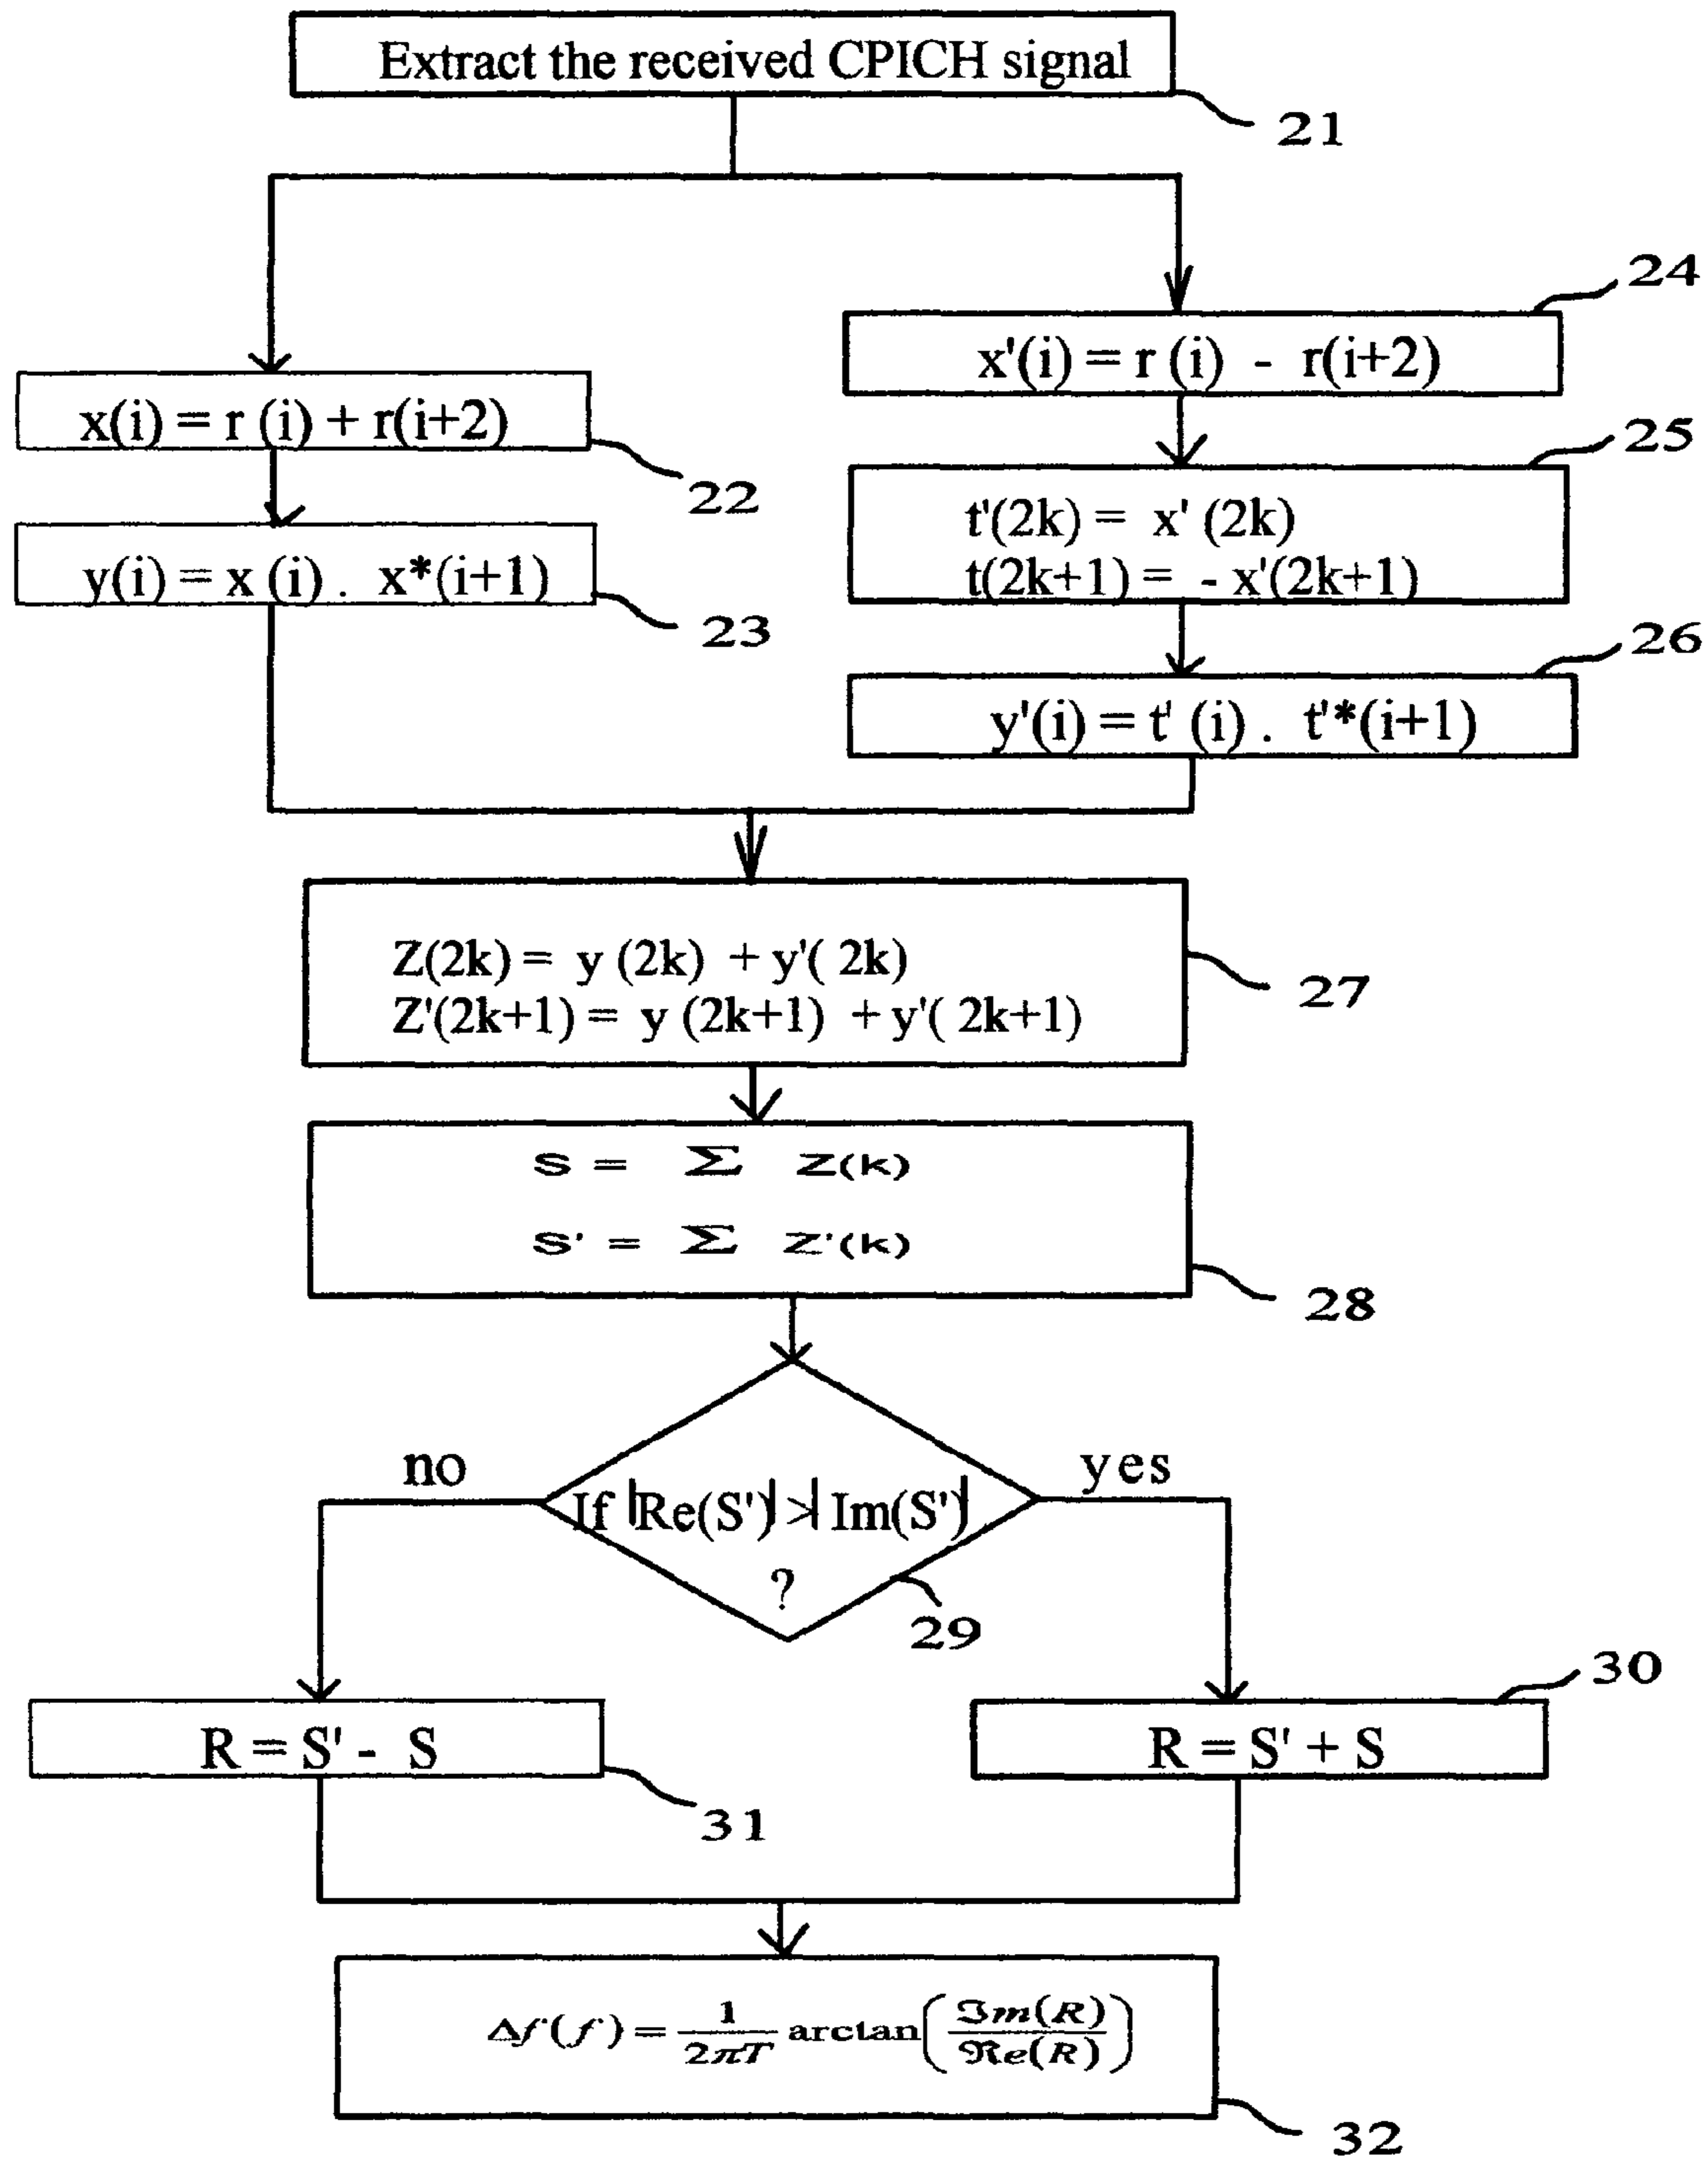 Extract the received CPICH signal
21
24
x'(i) = r (i) - r(i+2)
x(i) = r (i) + r(i+2)
22
25
t'(2k) = x' (2k)
t(2k+1) = - x'(2k+1)
y(i) = x (i) . x*(i+1)
23
26
y'(i) = t' (i) . t'*(i+1)
Z(2k) = y (2k) + y'( 2k)
Z'(2k+1) = y (2k+1) + y'( 2k+1)
27
S = Σ Z(k)
S' = Σ Z'(k)
28
no
yes
If |Re(S')| >| Im(S')|
?
29
30
R = S' - S
R = S' + S
31
Δf(f) = 1/2πT arctan(ℑm(R)/ℜe(R))
32